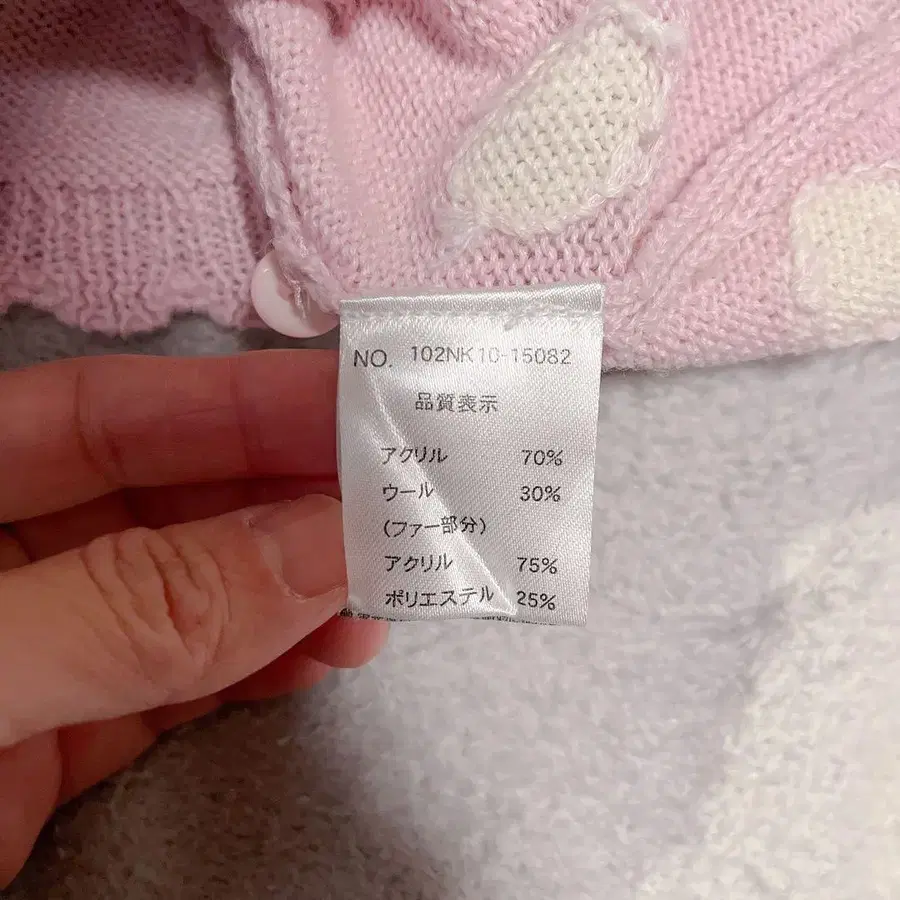 NO. 102NK10-15082
品質表示
アクリル 70%
ウール 30%
(ファー部分)
アクリル 75%
ポリエステル 25%